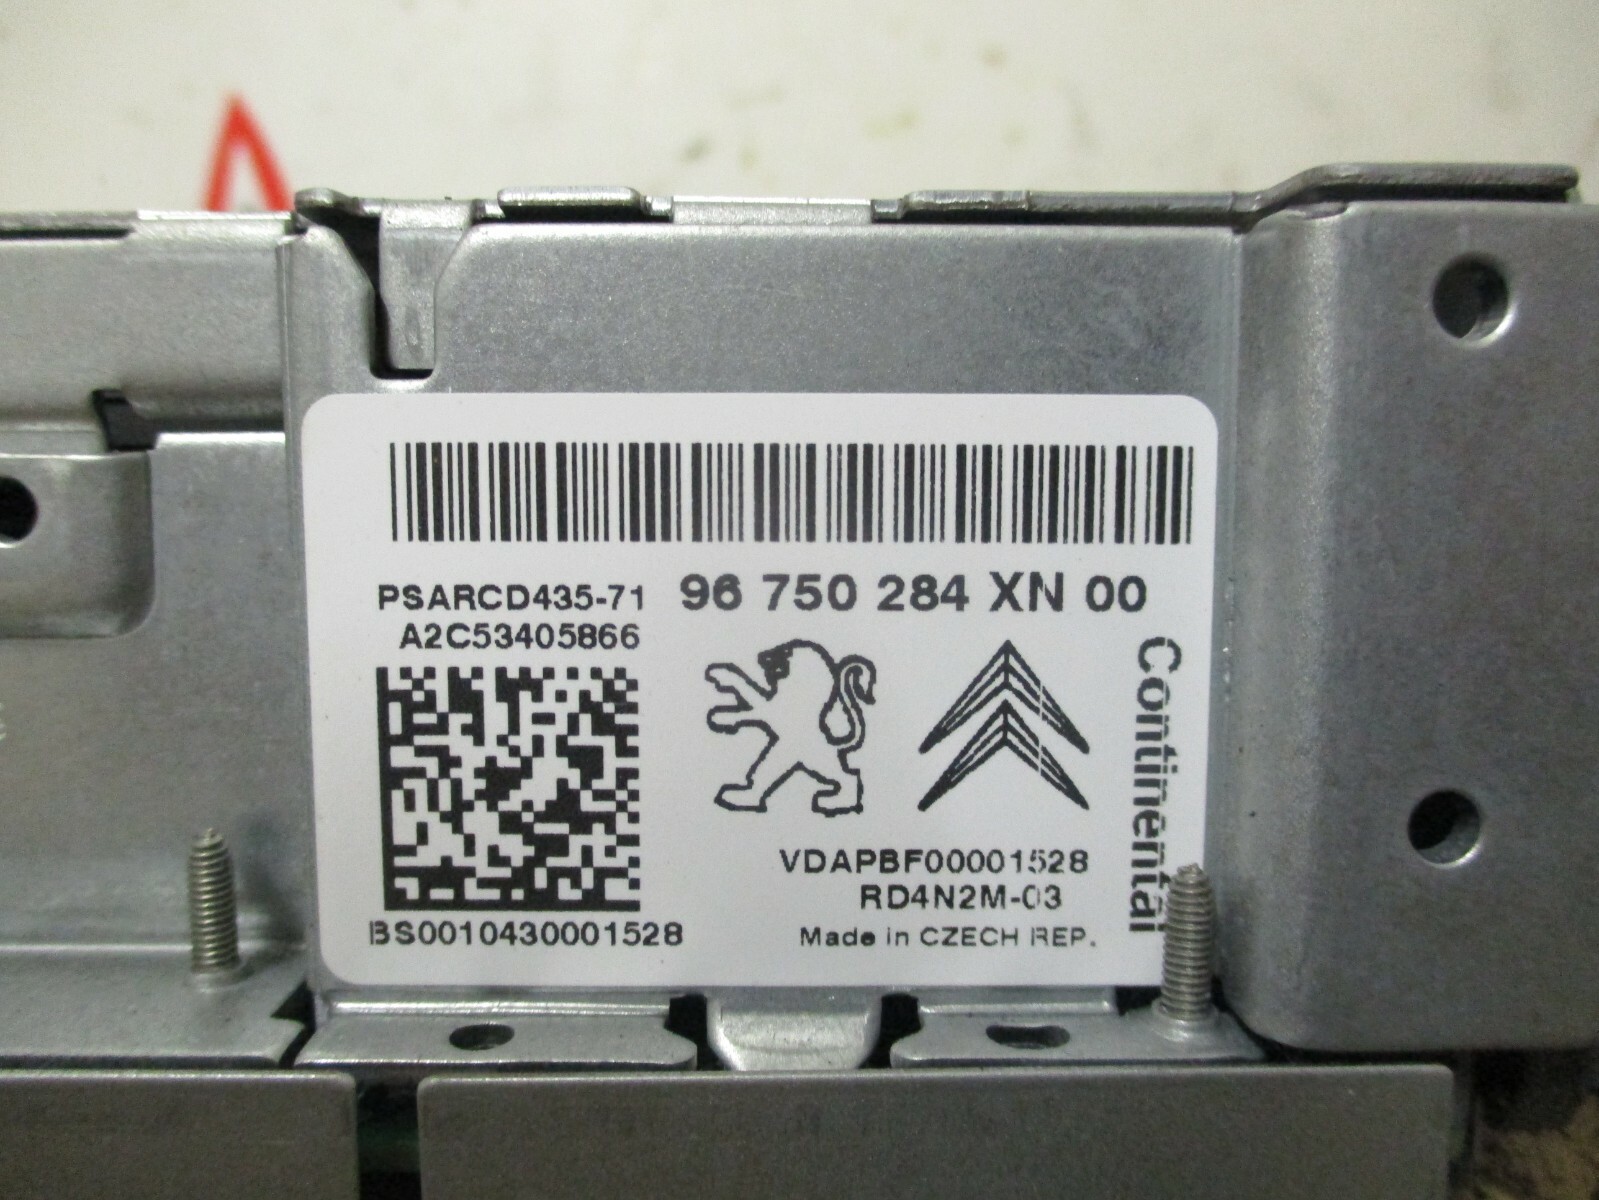 PSARCD435-71 96 750 284 XN 00
A2C53405866
Continental
VDAPBF00001528
RD4N2M-03
BS0010430001528
Made in CZECH REP.